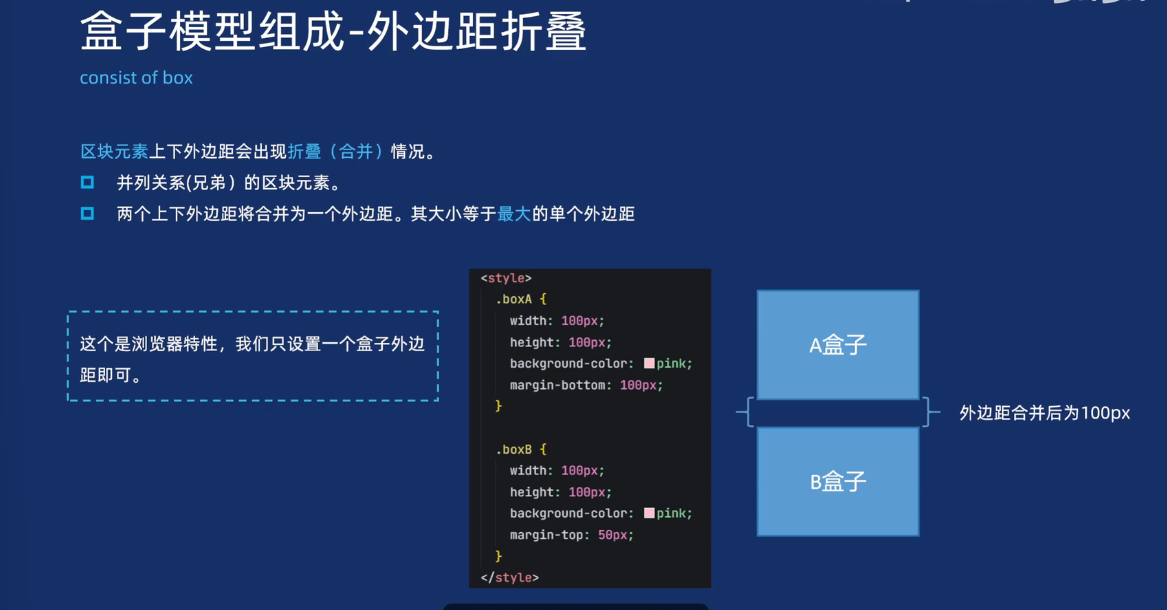 盒子模型组成-外边距折叠
consist of box
区块元素上下外边距会出现折叠（合并）情况。
并列关系(兄弟）的区块元素。
两个上下外边距将合并为一个外边距。其大小等于最大的单个外边距
这个是浏览器特性，我们只设置一个盒子外边
距即可。
<style>
.boxA {
width: 100px;
height: 100px;
background-color: pink;
margin-bottom: 100px;
}
.boxB {
width: 100px;
height: 100px;
background-color: pink;
margin-top: 50px;
}
</style>
A盒子
外边距合并后为100px
B盒子